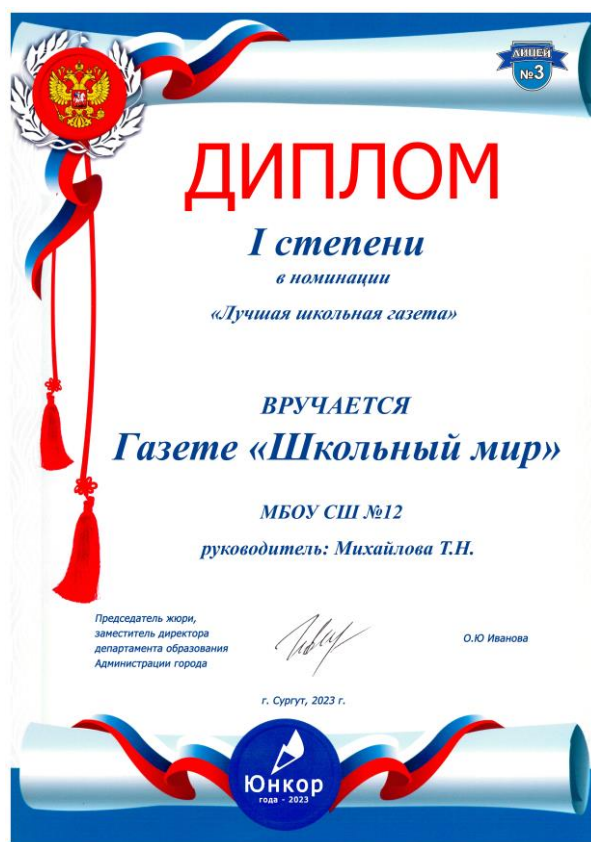 ЛИЦЕЙ
№3
ДИПЛОМ
I степени
в номинации
«Лучшая школьная газета»
ВРУЧАЕТСЯ
Газете «Школьный мир»
МБОУ СШ №12
руководитель: Михайлова Т.Н.
Председатель жюри,
заместитель директора
департамента образования
Администрации города
О.Ю Иванова
г. Сургут, 2023 г.
Юнкор
года - 2023